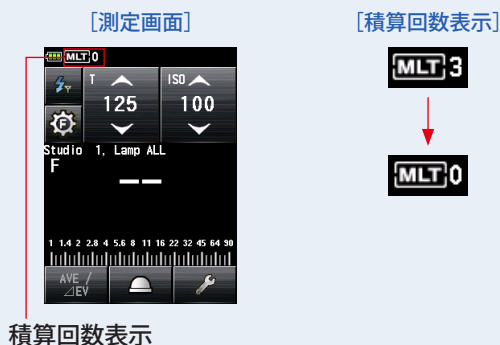 [測定画面]
[積算回数表示]
MLT 0
T
ISO
125
100
Studio 1, Lamp ALL
F
1 1.4 2 2.8 4 5.6 8 11 16 22 32 45 64 90
AVE /
⊿EV
積算回数表示
MLT 3
MLT 0